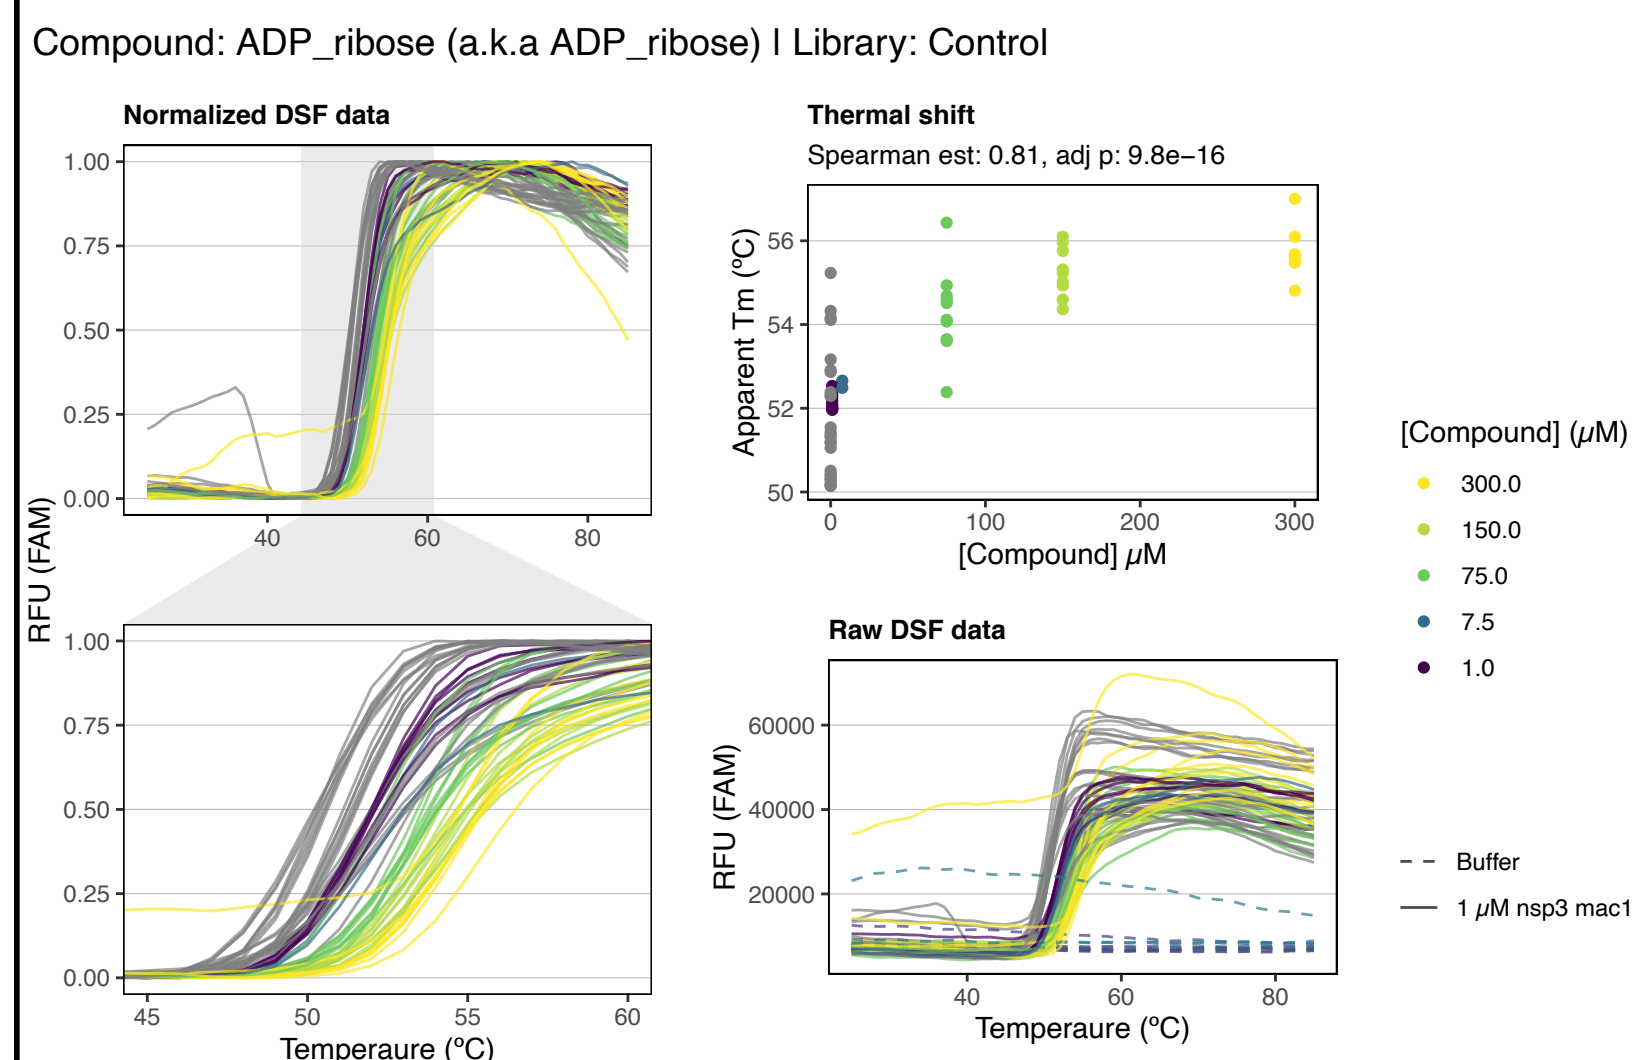 Compound: ADP_ribose (a.k.a ADP_ribose) | Library: Control
Normalized DSF data
1.00
0.75
0.50
0.25
0.00
40
60
80
RFU (FAM)
1.00
0.75
0.50
0.25
0.00
45
50
55
60
Temperaure (ºC)
Thermal shift
Spearman est: 0.81, adj p: 9.8e−16
Apparent Tm (ºC)
56
54
52
50
0
100
200
300
[Compound] µM
Raw DSF data
RFU (FAM)
60000
40000
20000
40
60
80
Temperaure (ºC)
[Compound] (µM)
300.0
150.0
75.0
7.5
1.0
Buffer
1 µM nsp3 mac1